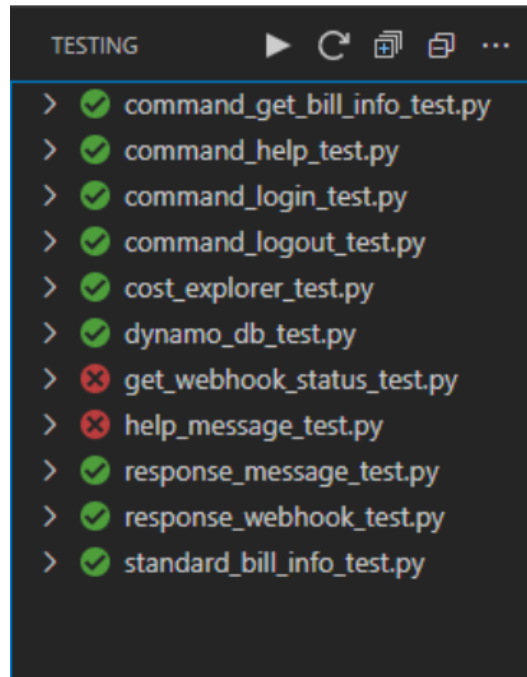 TESTING
command_get_bill_info_test.py
command_help_test.py
command_login_test.py
command_logout_test.py
cost_explorer_test.py
dynamo_db_test.py
get_webhook_status_test.py
help_message_test.py
response_message_test.py
response_webhook_test.py
standard_bill_info_test.py